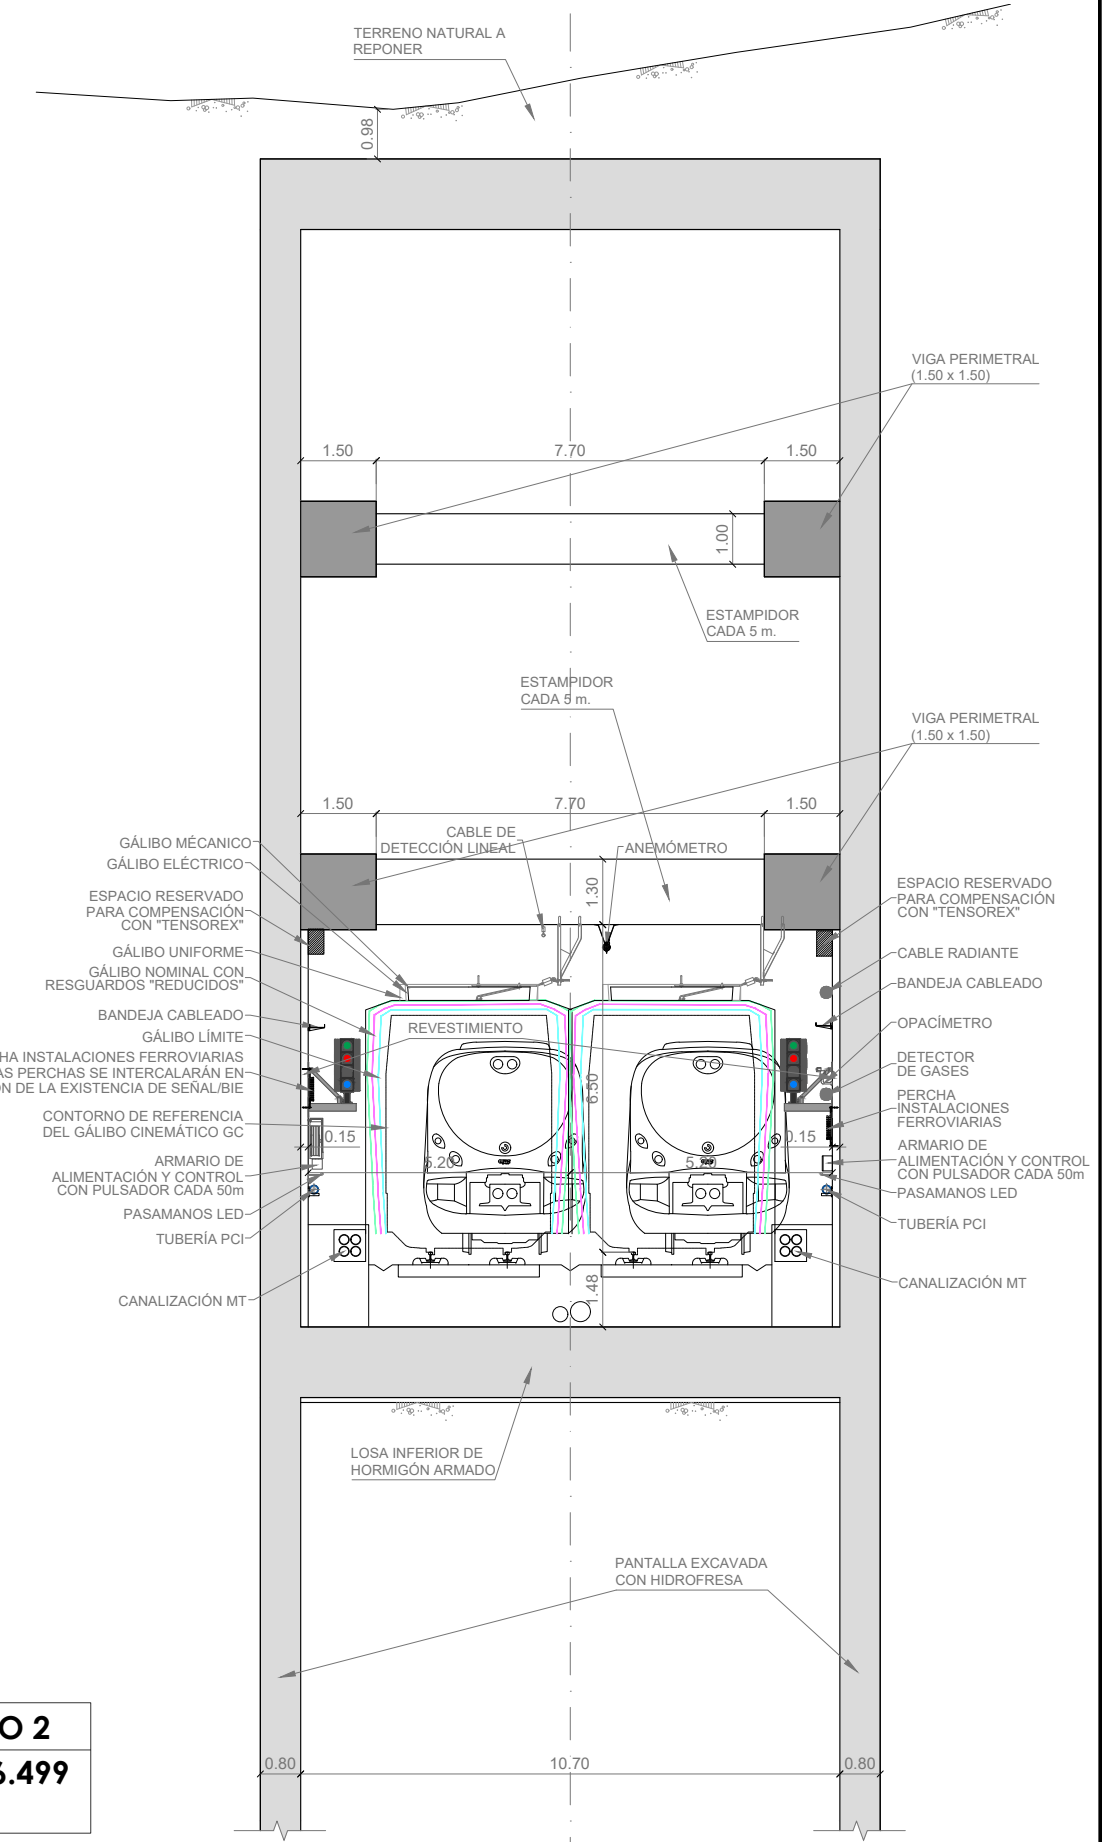 TERRENO NATURAL A
REPONER
0.98
VIGA PERIMETRAL
(1.50 x 1.50)
1.50
7.70
1.50
1.00
ESTAMPIDOR
CADA 5 m.
ESTAMPIDOR
CADA 5 m.
VIGA PERIMETRAL
(1.50 x 1.50)
1.50
7.70
1.50
GÁLIBO MÉCANICO
GÁLIBO ELÉCTRICO
ESPACIO RESERVADO
PARA COMPENSACIÓN
CON "TENSOREX"
GÁLIBO UNIFORME
GÁLIBO NOMINAL CON
RESGUARDOS "REDUCIDOS"
BANDEJA CABLEADO
GÁLIBO LÍMITE
HA INSTALACIONES FERROVIARIAS
AS PERCHAS SE INTERCALARÁN EN
ÓN DE LA EXISTENCIA DE SEÑAL/BIE
CONTORNO DE REFERENCIA
DEL GÁLIBO CINEMÁTICO GC
ARMARIO DE
ALIMENTACIÓN Y CONTROL
CON PULSADOR CADA 50m
PASAMANOS LED
TUBERÍA PCI
CANALIZACIÓN MT
CABLE DE
DETECCIÓN LINEAL
ANEMÓMETRO
1.30
REVESTIMIENTO
6.50
0.15
0.15
5.20
5.20
1.48
ESPACIO RESERVADO
PARA COMPENSACIÓN
CON "TENSOREX"
CABLE RADIANTE
BANDEJA CABLEADO
OPACÍMETRO
DETECTOR
DE GASES
PERCHA
INSTALACIONES
FERROVIARIAS
ARMARIO DE
ALIMENTACIÓN Y CONTROL
CON PULSADOR CADA 50m
PASAMANOS LED
TUBERÍA PCI
CANALIZACIÓN MT
LOSA INFERIOR DE
HORMIGÓN ARMADO
PANTALLA EXCAVADA
CON HIDROFRESA
0.80
10.70
0.80
O 2
6.499